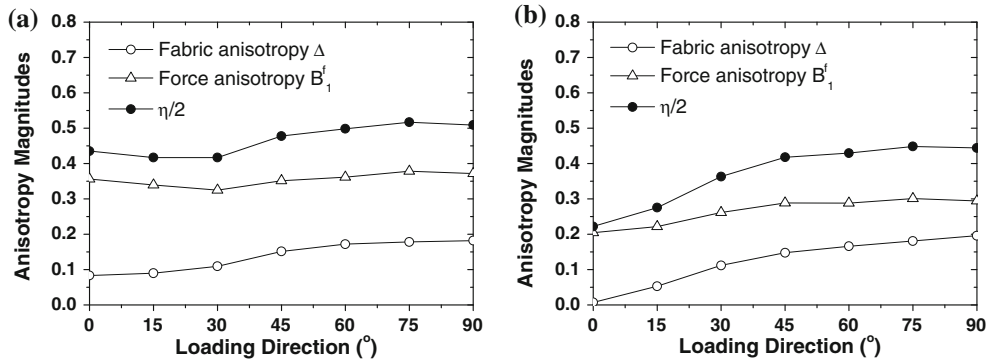 (a)
Anisotropy Magnitudes
0.8
0.7
0.6
0.5
0.4
0.3
0.2
0.1
0.0
Fabric anisotropy Δ
Force anisotropy B^f_1
η/2
0 15 30 45 60 75 90
Loading Direction (°)
(b)
Anisotropy Magnitudes
0.8
0.7
0.6
0.5
0.4
0.3
0.2
0.1
0.0
Fabric anisotropy Δ
Force anisotropy B^f_1
η/2
0 15 30 45 60 75 90
Loading Direction (°)